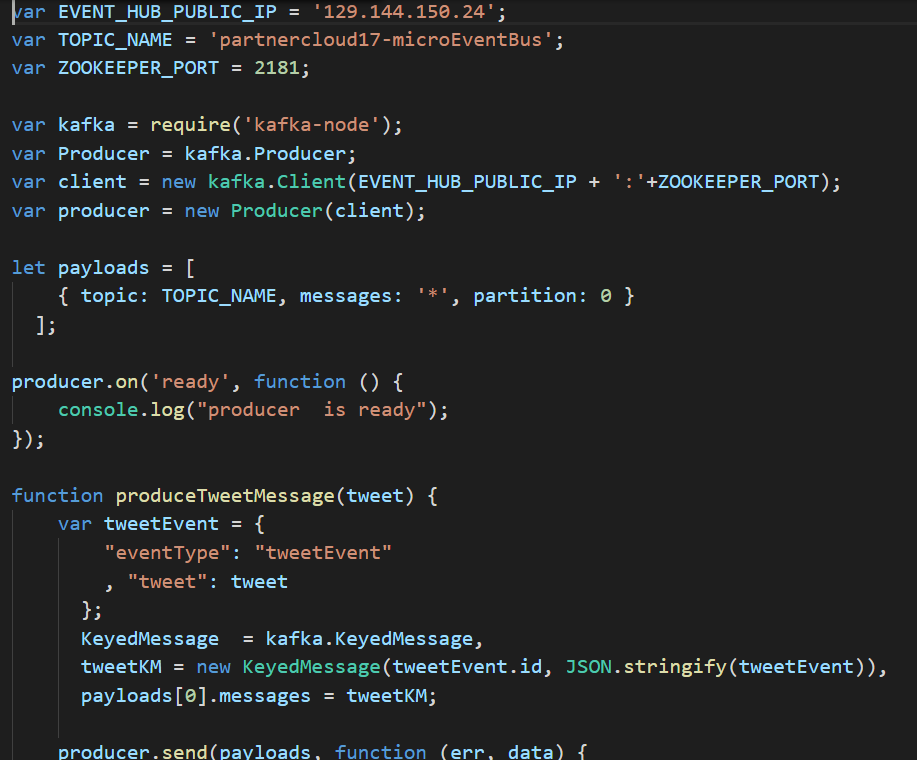 var EVENT_HUB_PUBLIC_IP = '129.144.150.24';
var TOPIC_NAME = 'partnercloud17-microEventBus';
var ZOOKEEPER_PORT = 2181;

var kafka = require('kafka-node');
var Producer = kafka.Producer;
var client = new kafka.Client(EVENT_HUB_PUBLIC_IP + ':'+ZOOKEEPER_PORT);
var producer = new Producer(client);

let payloads = [
    { topic: TOPIC_NAME, messages: '*', partition: 0 }
  ];

producer.on('ready', function () {
    console.log("producer  is ready");
});

function produceTweetMessage(tweet) {
    var tweetEvent = {
        "eventType": "tweetEvent"
        , "tweet": tweet
      };
      KeyedMessage  = kafka.KeyedMessage,
      tweetKM = new KeyedMessage(tweetEvent.id, JSON.stringify(tweetEvent)),
      payloads[0].messages = tweetKM;

    producer.send(payloads, function (err, data) {